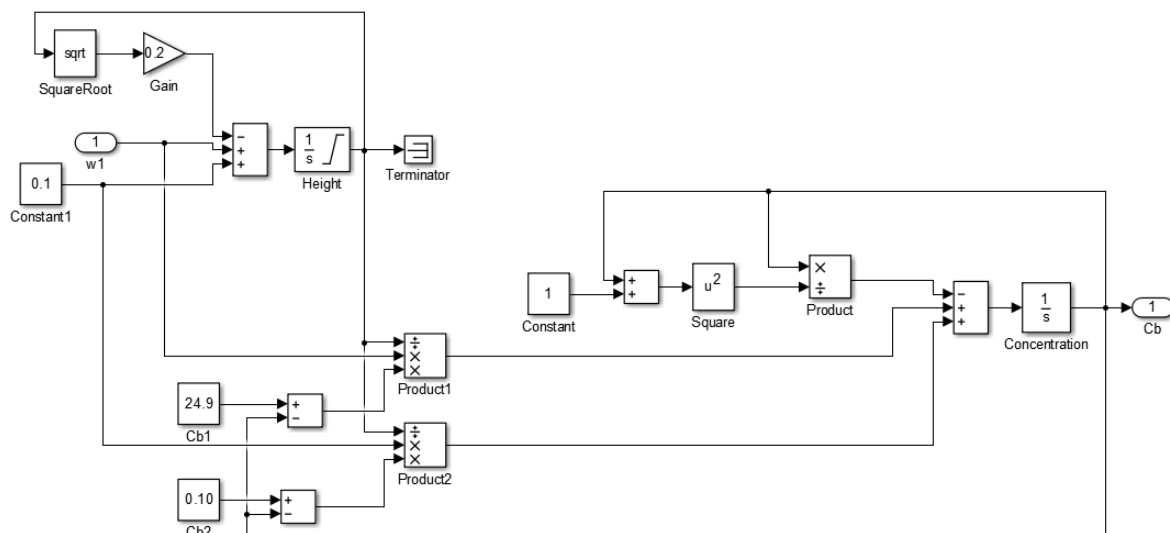 sqrt
SquareRoot
0.2
Gain
1
w1
0.1
Constant1
−
+
+
1
s
Height
Terminator
1
Constant
+
+
u²
Square
×
÷
Product
−
+
+
1
s
Concentration
1
Cb
÷
×
×
Product1
24.9
Cb1
+
−
÷
×
×
Product2
0.10
Cb2
+
−